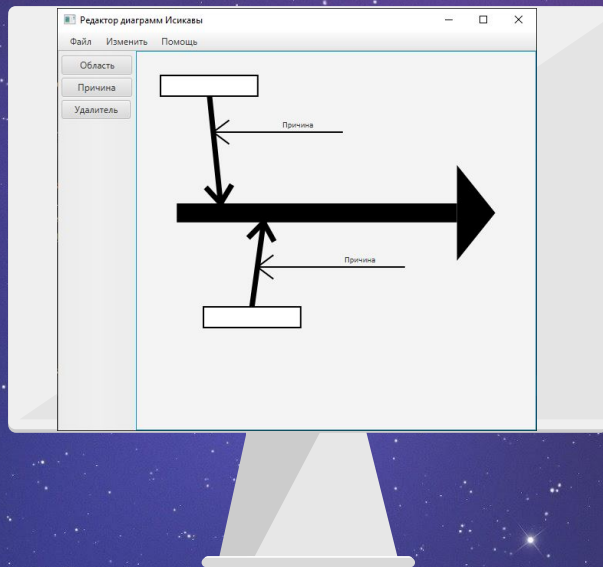 Редактор диаграмм Исикавы
Файл Изменить Помощь
Область
Причина
Удалитель
Причина
Причина